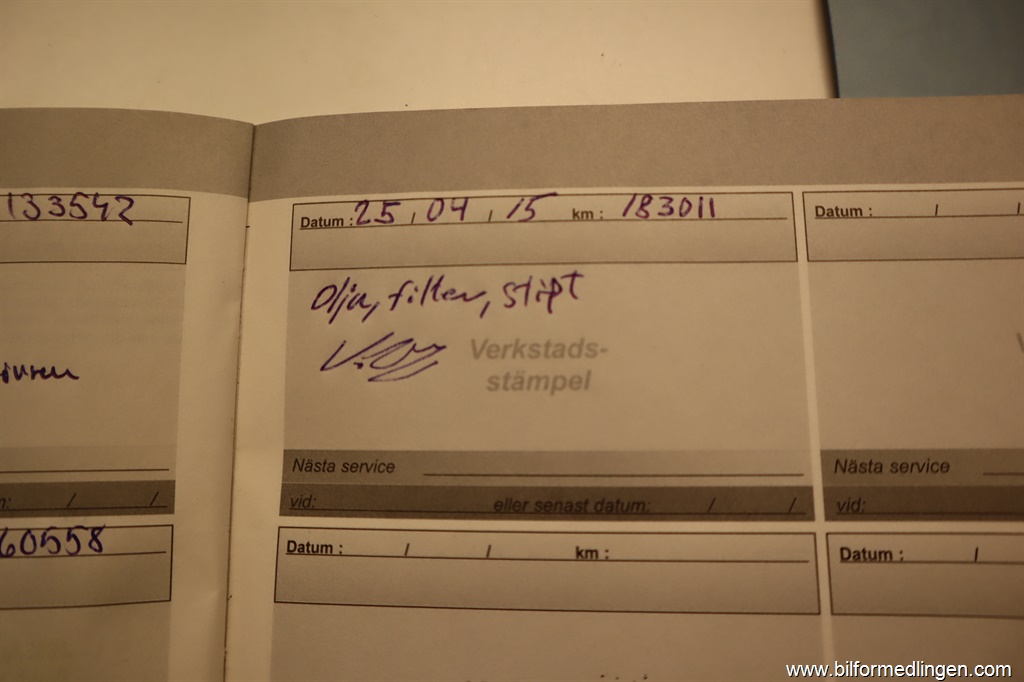 133542
Datum : 25 / 04 / 15 km : 183011
Datum : / /
Olja, filter, stift
Verkstads-
stämpel
Nästa service
vid: eller senast datum: / /
Nästa service
vid:
60558
Datum : / / km :
Datum : /
www.bilformedlingen.com